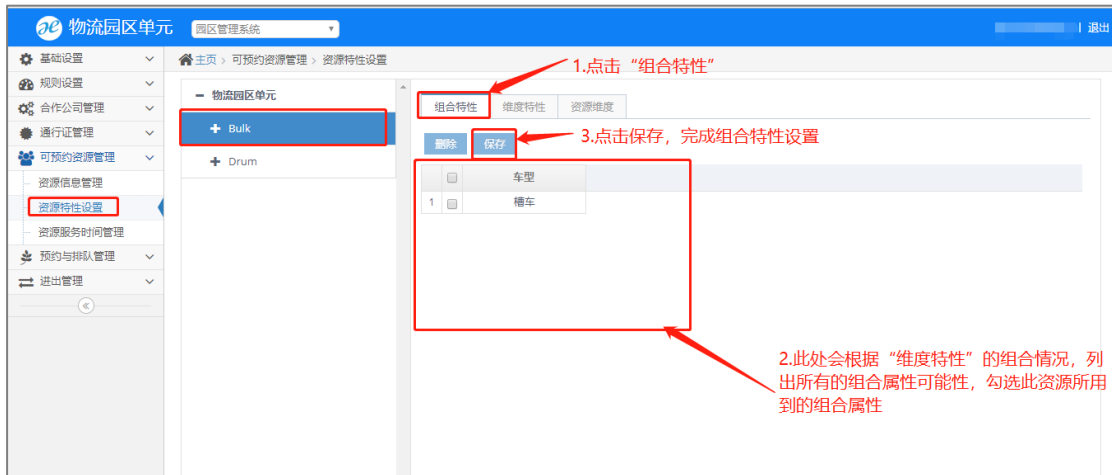 物流园区单元
园区管理系统
退出
基础设置
规则设置
合作公司管理
通行证管理
可预约资源管理
资源信息管理
资源特性设置
资源服务时间管理
预约与排队管理
进出管理
主页 > 可预约资源管理 > 资源特性设置
物流园区单元
Bulk
Drum
1.点击“组合特性”
组合特性 维度特性 资源维度
删除 保存
3.点击保存，完成组合特性设置
车型
1 槽车
2.此处会根据“维度特性”的组合情况，列
出所有的组合属性可能性，勾选此资源所用
到的组合属性